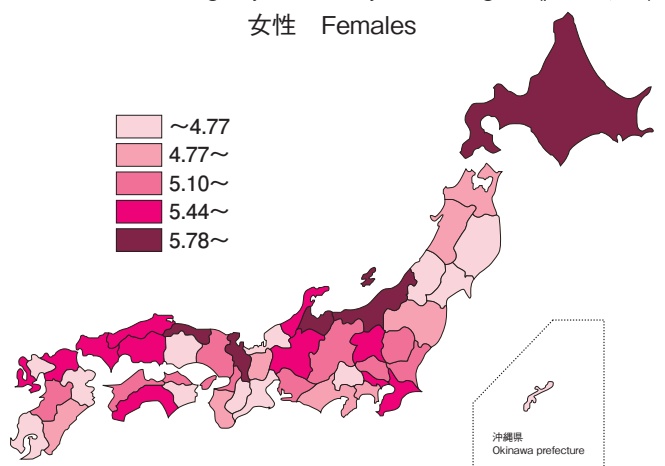 女性 Females
～4.77
4.77～
5.10～
5.44～
5.78～
沖縄県
Okinawa prefecture